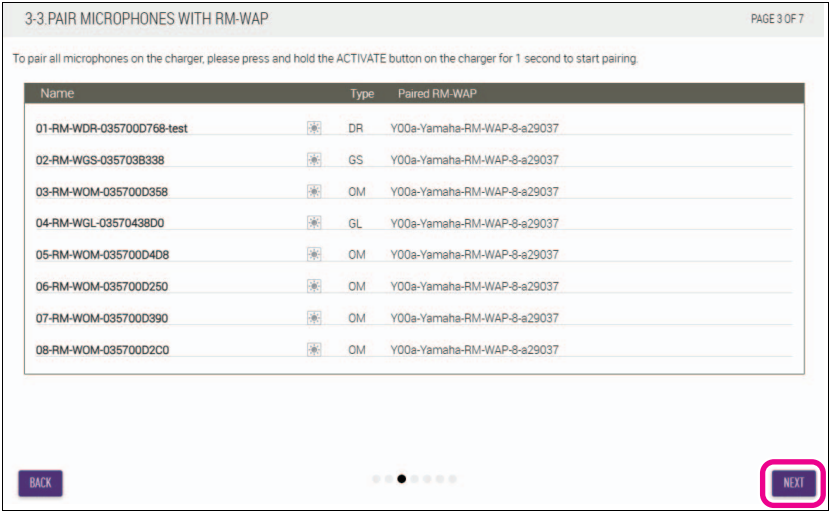 3-3.PAIR MICROPHONES WITH RM-WAP PAGE 3 OF 7
To pair all microphones on the charger, please press and hold the ACTIVATE button on the charger for 1 second to start pairing.
Name Type Paired RM-WAP
01-RM-WDR-035700D768-test DR Y00a-Yamaha-RM-WAP-8-a29037
02-RM-WGS-035703B338 GS Y00a-Yamaha-RM-WAP-8-a29037
03-RM-WOM-035700D358 OM Y00a-Yamaha-RM-WAP-8-a29037
04-RM-WGL-03570438D0 GL Y00a-Yamaha-RM-WAP-8-a29037
05-RM-WOM-035700D4D8 OM Y00a-Yamaha-RM-WAP-8-a29037
06-RM-WOM-035700D250 OM Y00a-Yamaha-RM-WAP-8-a29037
07-RM-WOM-035700D390 OM Y00a-Yamaha-RM-WAP-8-a29037
08-RM-WOM-035700D2C0 OM Y00a-Yamaha-RM-WAP-8-a29037
BACK NEXT